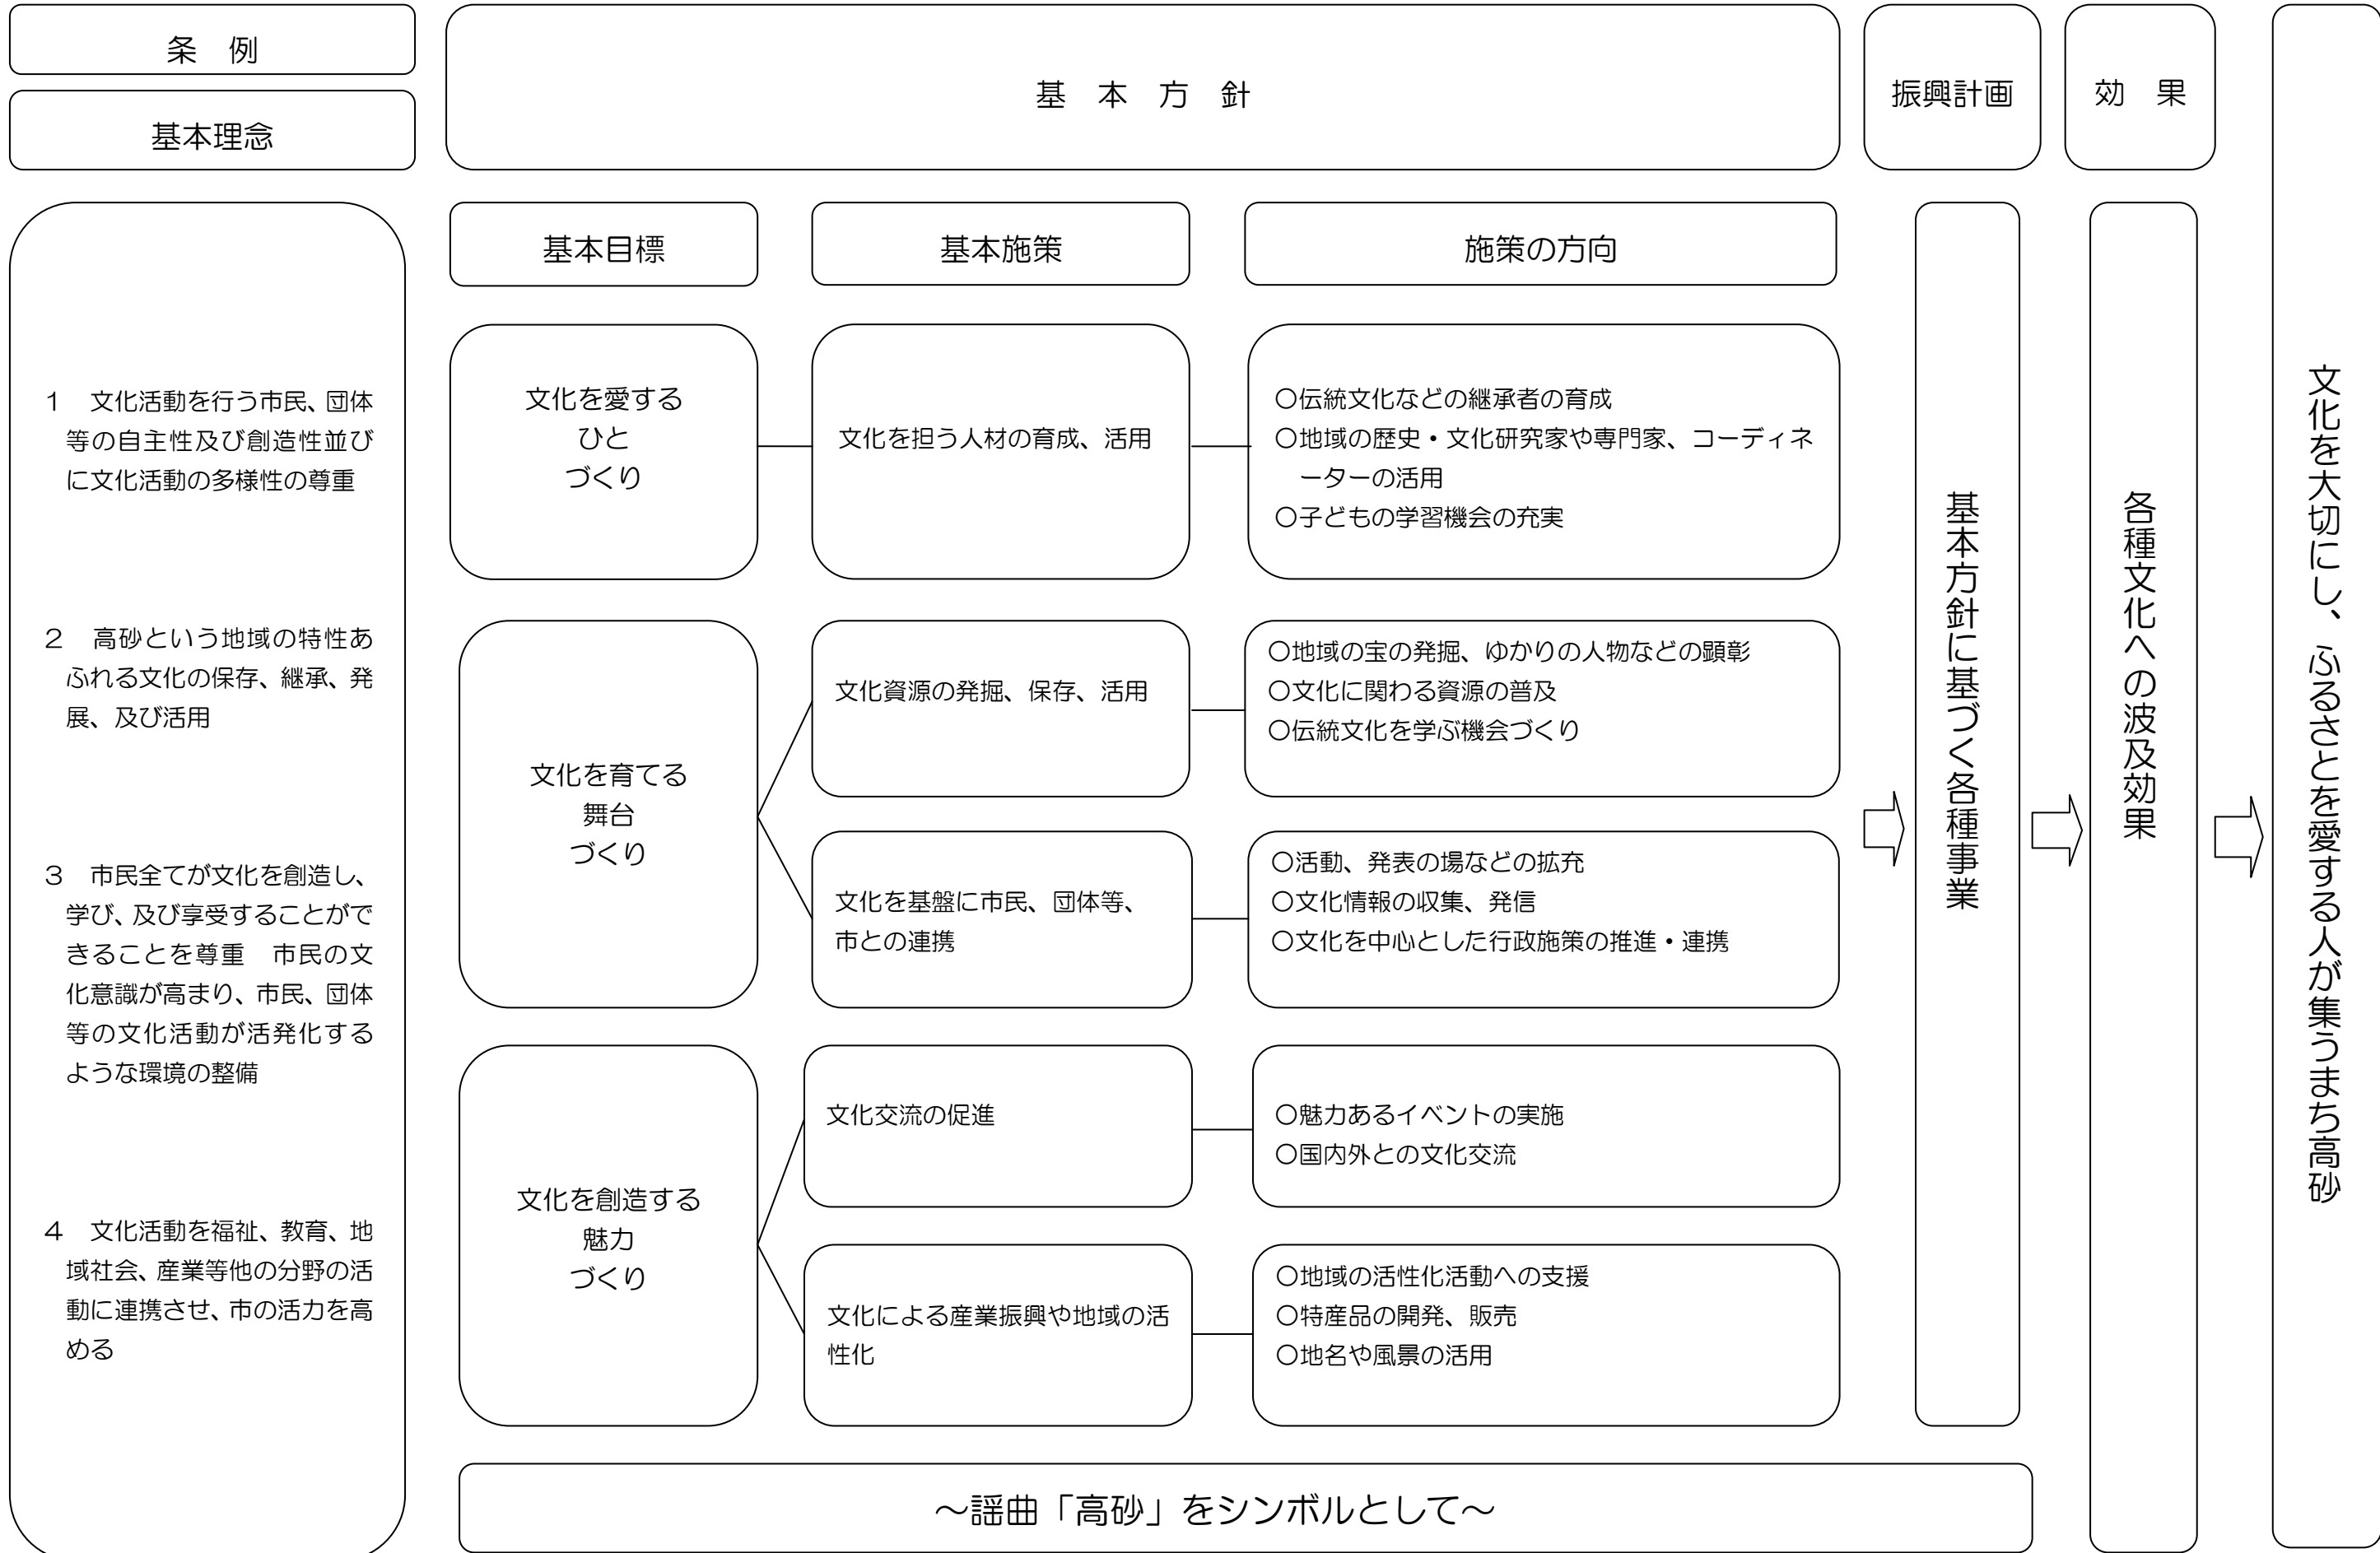 条　例
基本理念
1　文化活動を行う市民、団体
等の自主性及び創造性並び
に文化活動の多様性の尊重
2　高砂という地域の特性あ
ふれる文化の保存、継承、発
展、及び活用
3　市民全てが文化を創造し、
学び、及び享受することがで
きることを尊重　市民の文
化意識が高まり、市民、団体
等の文化活動が活発化する
ような環境の整備
4　文化活動を福祉、教育、地
域社会、産業等他の分野の活
動に連携させ、市の活力を高
める
基　本　方　針
基本目標
基本施策
施策の方向
文化を愛する
ひと
づくり
文化を担う人材の育成、活用
〇伝統文化などの継承者の育成
〇地域の歴史・文化研究家や専門家、コーディネ
ーターの活用
〇子どもの学習機会の充実
文化を育てる
舞台
づくり
文化資源の発掘、保存、活用
〇地域の宝の発掘、ゆかりの人物などの顕彰
〇文化に関わる資源の普及
〇伝統文化を学ぶ機会づくり
文化を基盤に市民、団体等、
市との連携
〇活動、発表の場などの拡充
〇文化情報の収集、発信
〇文化を中心とした行政施策の推進・連携
文化を創造する
魅力
づくり
文化交流の促進
〇魅力あるイベントの実施
〇国内外との文化交流
文化による産業振興や地域の活
性化
〇地域の活性化活動への支援
〇特産品の開発、販売
〇地名や風景の活用
～謡曲「高砂」をシンボルとして～
振興計画
基本方針に基づく各種事業
効　果
各種文化への波及効果
文化を大切にし、ふるさとを愛する人が集うまち高砂